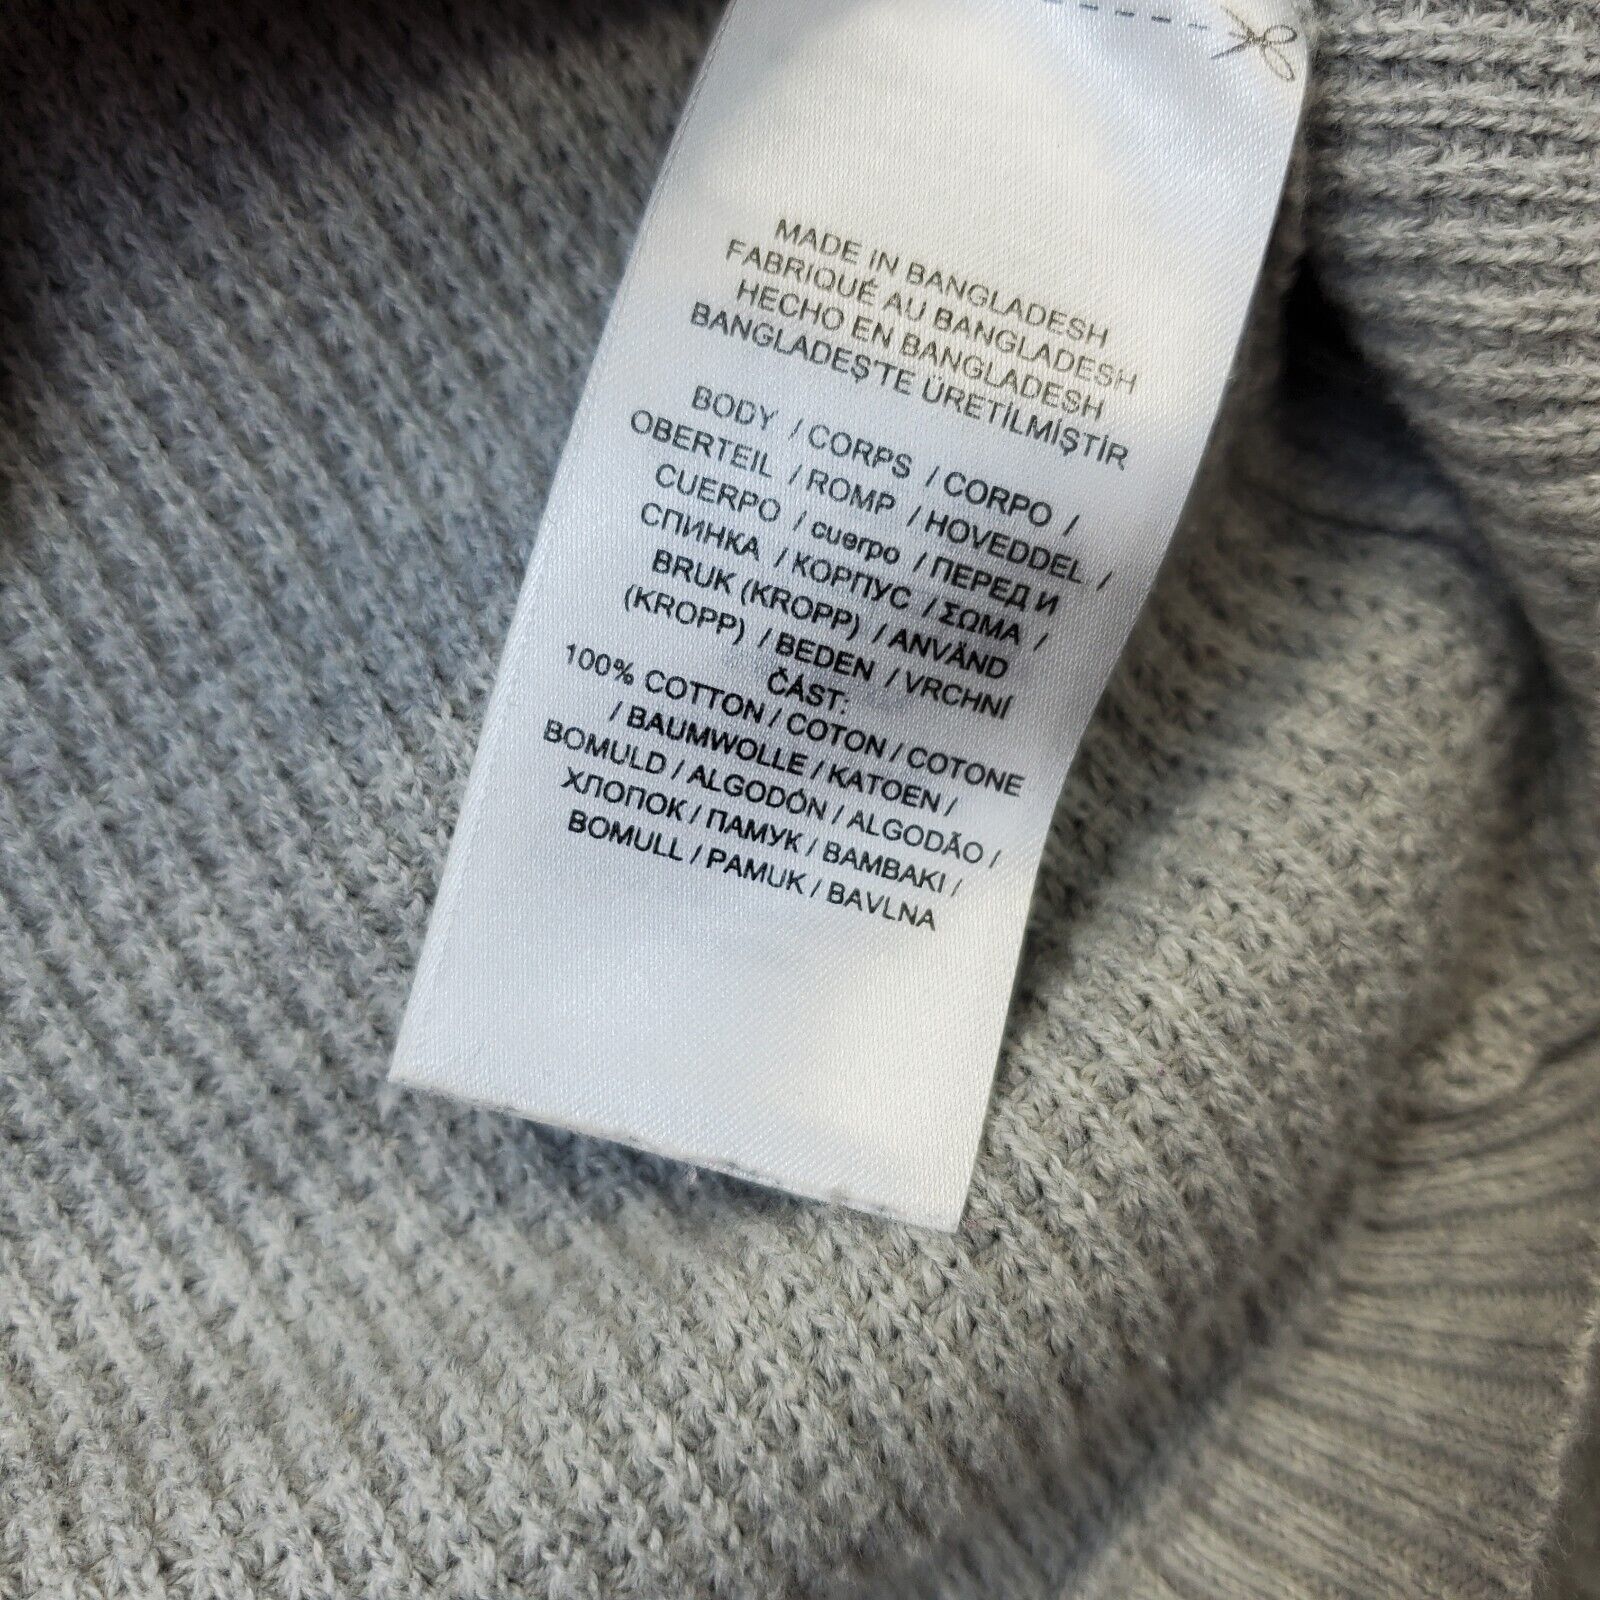 MADE IN BANGLADESH
FABRIQUÉ AU BANGLADESH
HECHO EN BANGLADESH
BANGLADEŞ'TE ÜRETİLMİŞTİR
BODY / CORPS / CORPO /
OBERTEIL / ROMP / HOVEDDEL /
CUERPO / cuerpo / ПЕРЕД И
СПИНКА / КОРПУС / ΣΩΜΑ /
BRUK (KROPP) / ANVÄND
(KROPP) / BEDEN / VRCHNÍ
ČÁST:
100% COTTON / COTON / COTONE
/ BAUMWOLLE / KATOEN /
BOMULD / ALGODÓN / ALGODÃO /
ХЛОПОК / ПАМУК / BAMBAKI /
BOMULL / PAMUK / BAVLNA